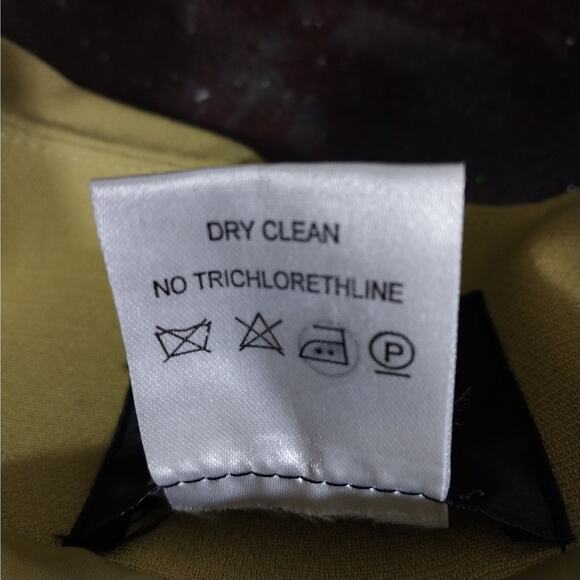 DRY CLEAN
NO TRICHLORETHLINE
P